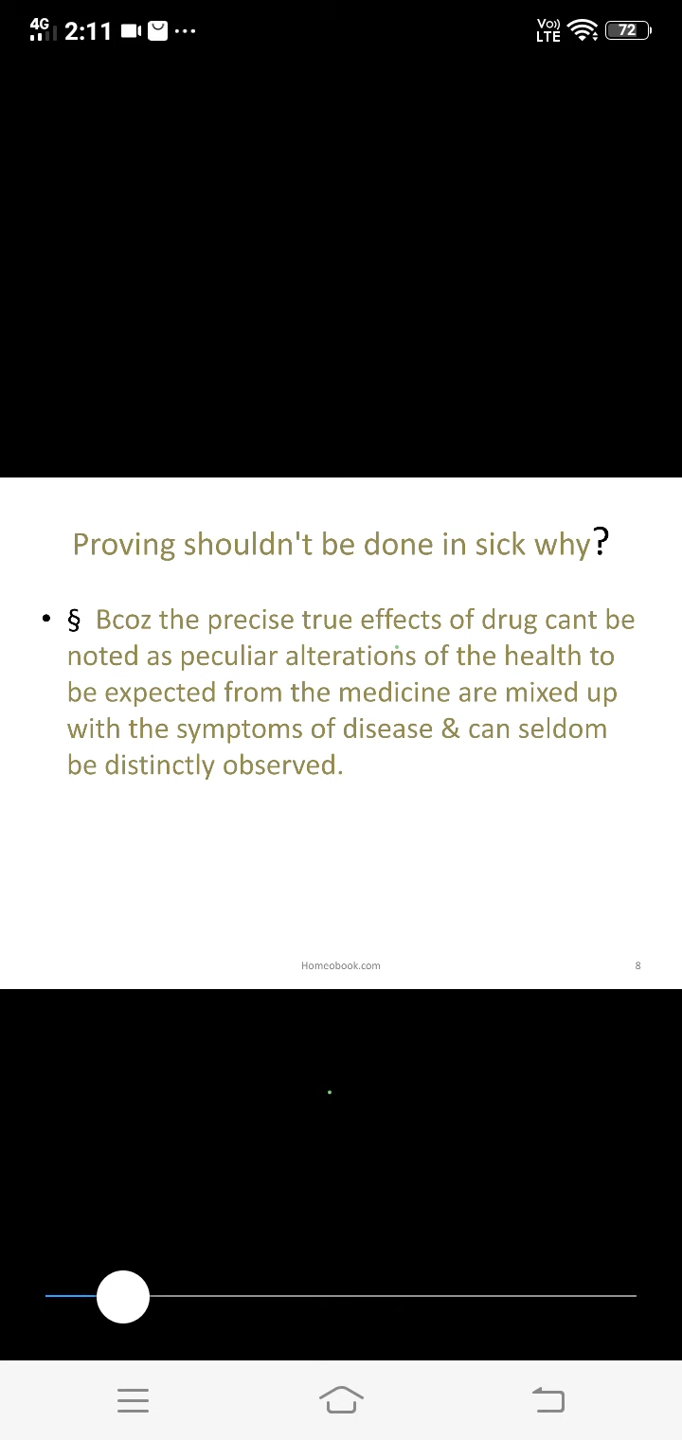 4G 2:11 ... Vo)) LTE 72
Proving shouldn't be done in sick why?
• § Bcoz the precise true effects of drug cant be
noted as peculiar alterations of the health to
be expected from the medicine are mixed up
with the symptoms of disease & can seldom
be distinctly observed.
Homeobook.com 8